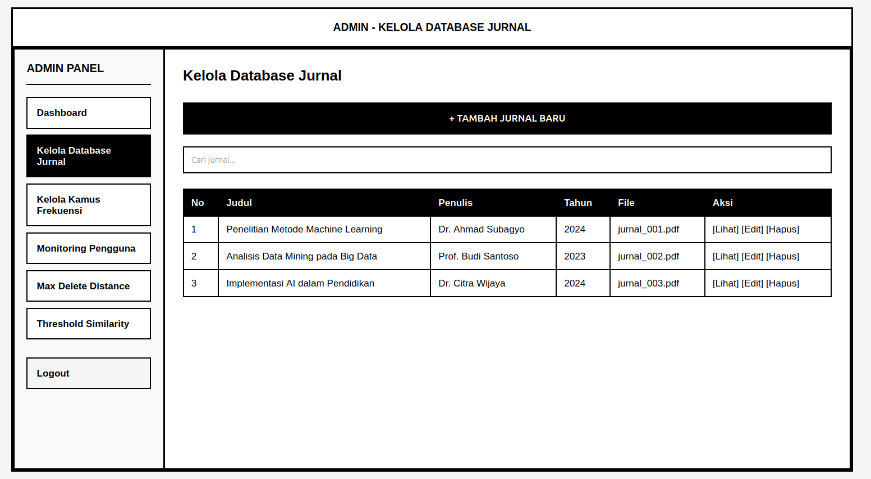 ADMIN - KELOLA DATABASE JURNAL
ADMIN PANEL
Dashboard
Kelola Database
Jurnal
Kelola Kamus
Frekuensi
Monitoring Pengguna
Max Delete Distance
Threshold Similarity
Logout
Kelola Database Jurnal
+ TAMBAH JURNAL BARU
Cari jurnal...
No Judul Penulis Tahun File Aksi
1 Penelitian Metode Machine Learning Dr. Ahmad Subagyo 2024 jurnal_001.pdf [Lihat] [Edit] [Hapus]
2 Analisis Data Mining pada Big Data Prof. Budi Santoso 2023 jurnal_002.pdf [Lihat] [Edit] [Hapus]
3 Implementasi AI dalam Pendidikan Dr. Citra Wijaya 2024 jurnal_003.pdf [Lihat] [Edit] [Hapus]